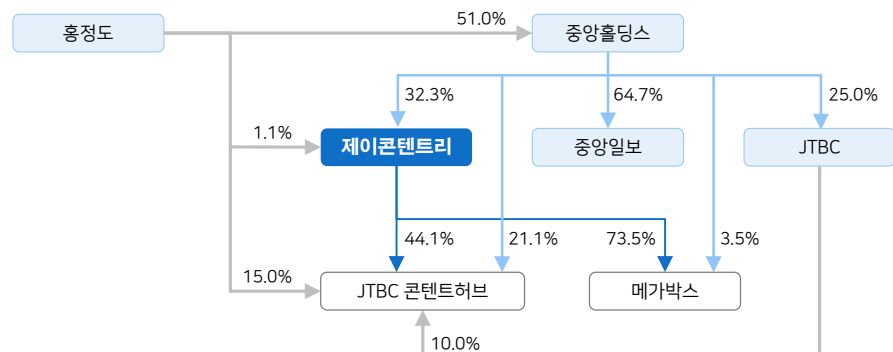 홍정도
51.0%
중앙홀딩스
32.3%
64.7%
25.0%
1.1%
제이콘텐트리
중앙일보
JTBC
44.1%
21.1%
73.5%
3.5%
15.0%
JTBC 콘텐트허브
메가박스
10.0%